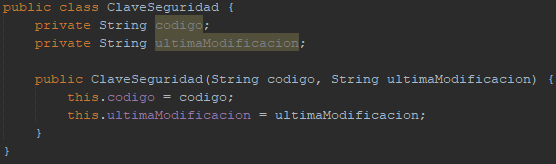 public class ClaveSeguridad {
    private String codigo;
    private String ultimaModificacion;

    public ClaveSeguridad(String codigo, String ultimaModificacion) {
        this.codigo = codigo;
        this.ultimaModificacion = ultimaModificacion;
    }
}